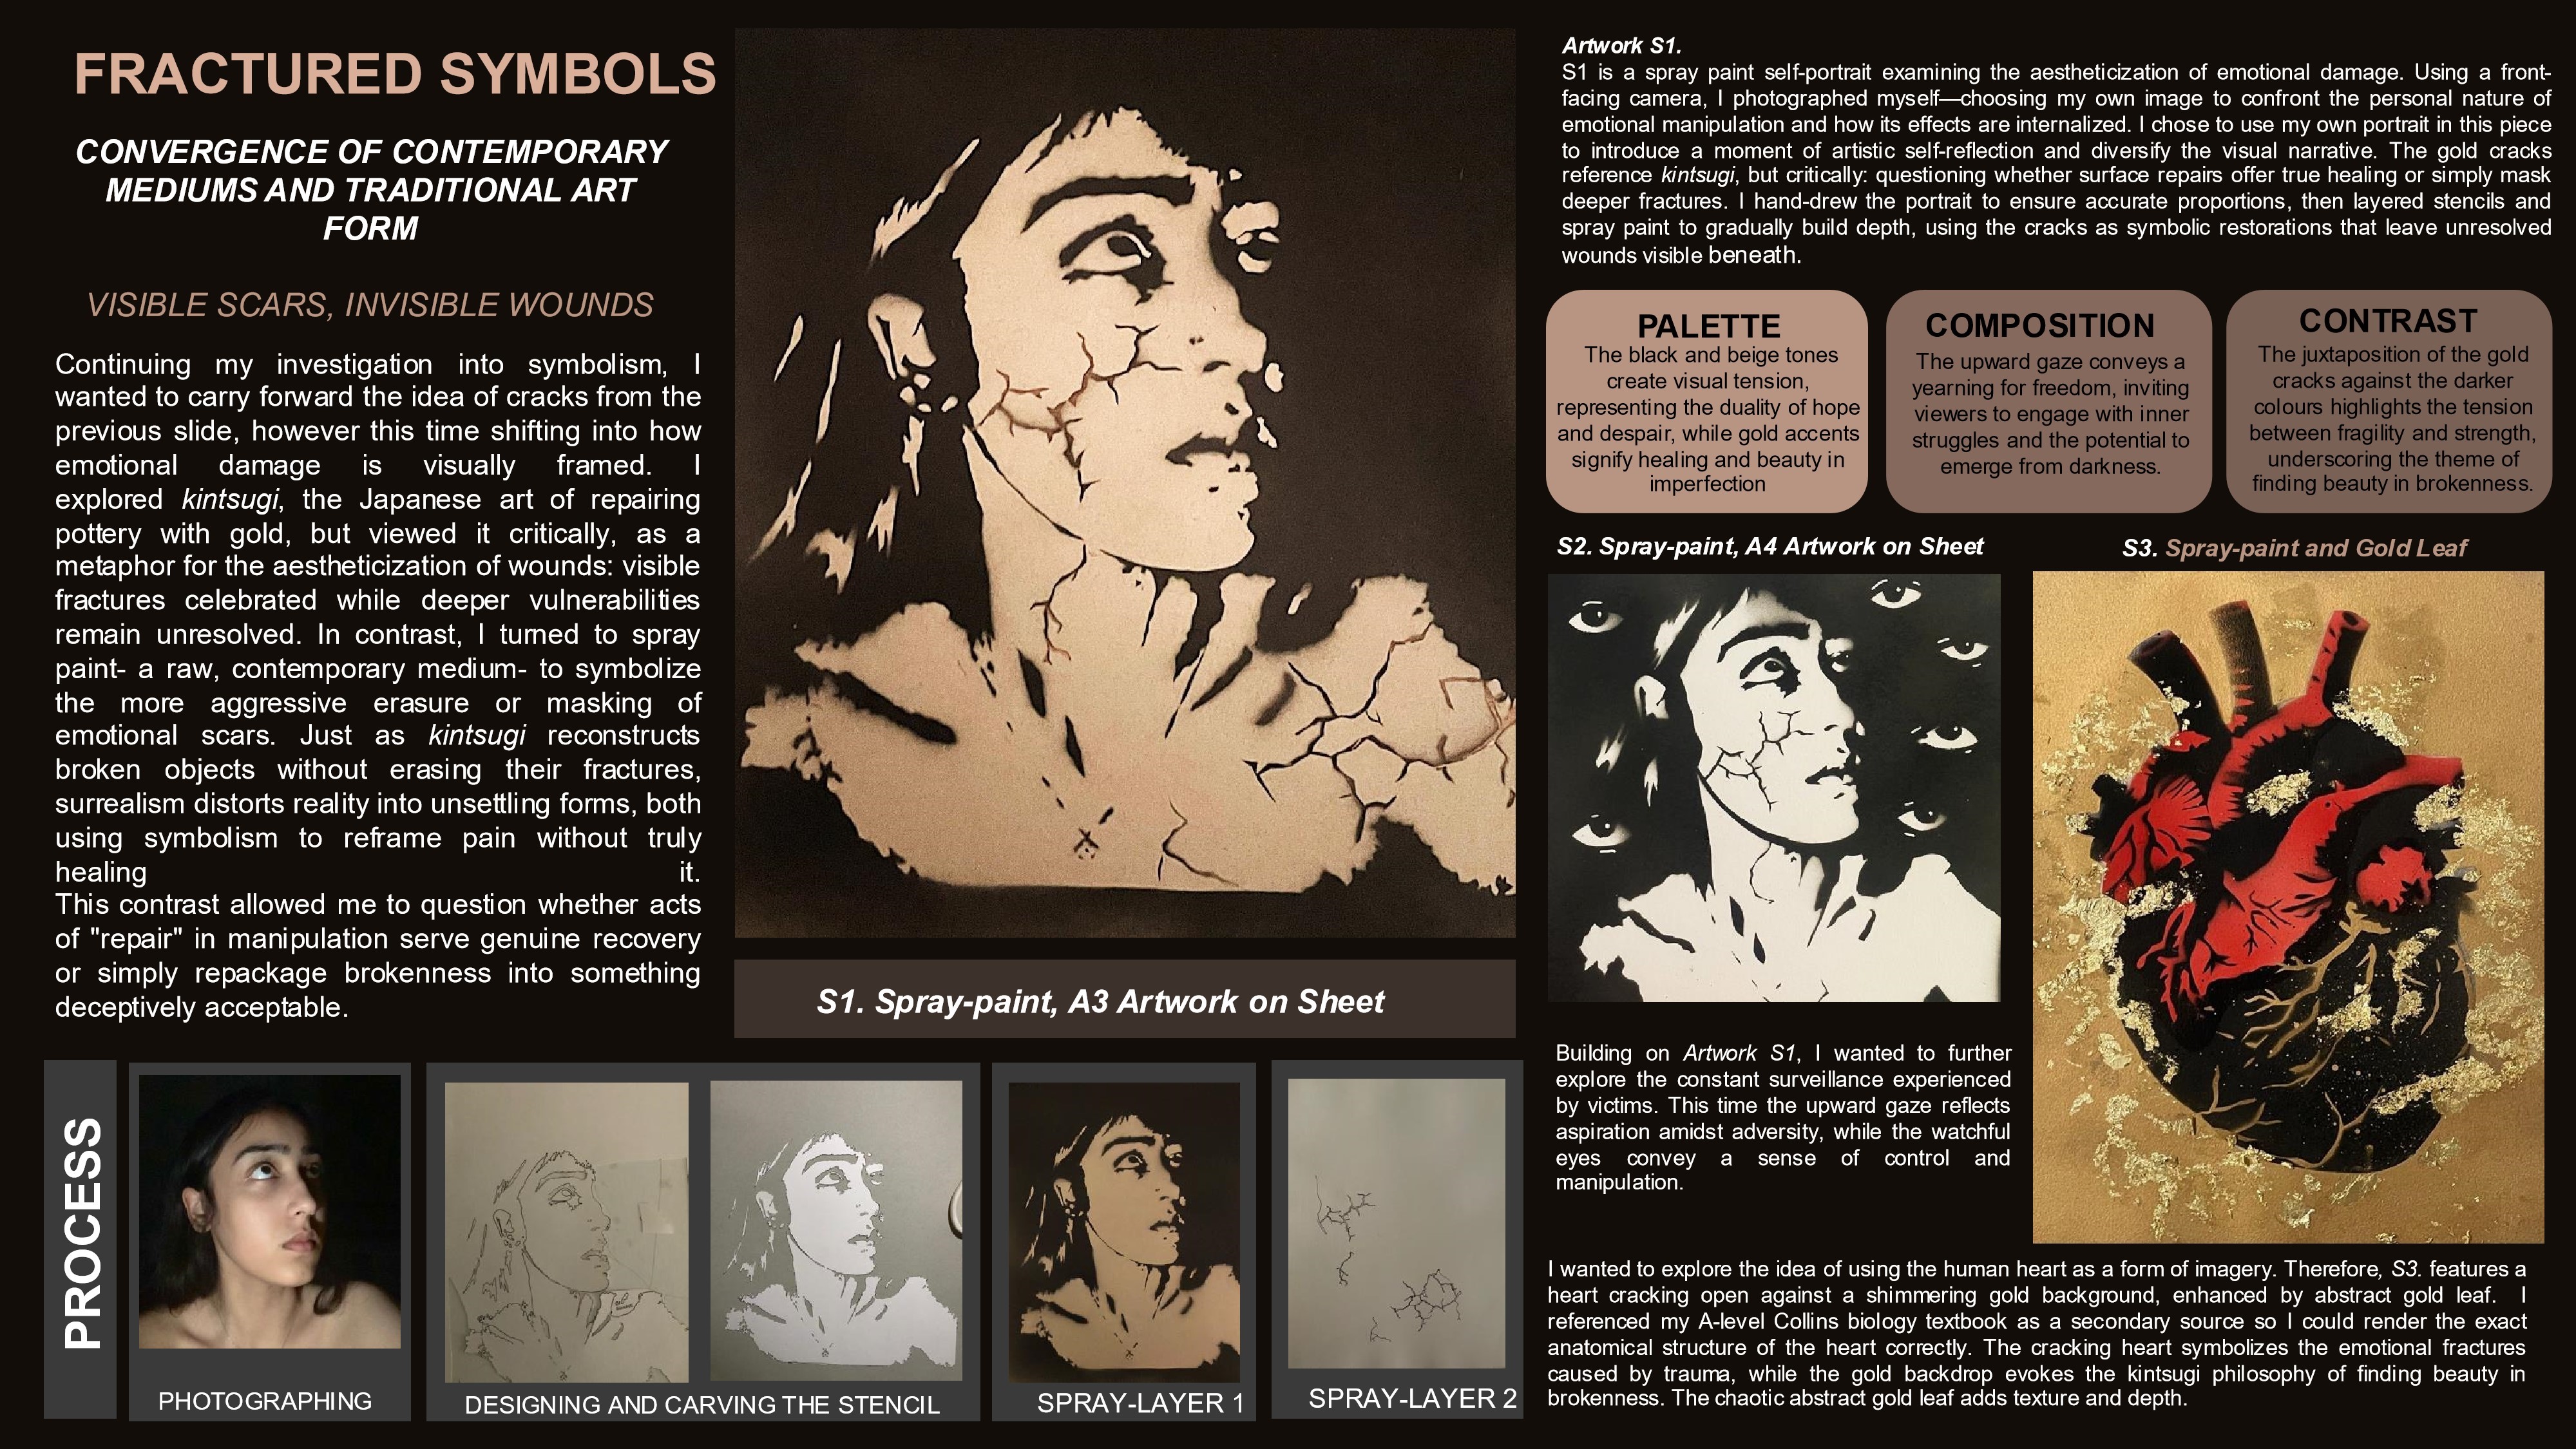 FRACTURED SYMBOLS
CONVERGENCE OF CONTEMPORARY
MEDIUMS AND TRADITIONAL ART
FORM
VISIBLE SCARS, INVISIBLE WOUNDS
Continuing my investigation into symbolism, I
wanted to carry forward the idea of cracks from the
previous slide, however this time shifting into how
emotional damage is visually framed. I
explored kintsugi, the Japanese art of repairing
pottery with gold, but viewed it critically, as a
metaphor for the aestheticization of wounds: visible
fractures celebrated while deeper vulnerabilities
remain unresolved. In contrast, I turned to spray
paint- a raw, contemporary medium- to symbolize
the more aggressive erasure or masking of
emotional scars. Just as kintsugi reconstructs
broken objects without erasing their fractures,
surrealism distorts reality into unsettling forms, both
using symbolism to reframe pain without truly
healing it.
This contrast allowed me to question whether acts
of "repair" in manipulation serve genuine recovery
or simply repackage brokenness into something
deceptively acceptable.
S1. Spray-paint, A3 Artwork on Sheet
PROCESS
PHOTOGRAPHING
DESIGNING AND CARVING THE STENCIL
SPRAY-LAYER 1
SPRAY-LAYER 2
Artwork S1.
S1 is a spray paint self-portrait examining the aestheticization of emotional damage. Using a front-
facing camera, I photographed myself—choosing my own image to confront the personal nature of
emotional manipulation and how its effects are internalized. I chose to use my own portrait in this piece
to introduce a moment of artistic self-reflection and diversify the visual narrative. The gold cracks
reference kintsugi, but critically: questioning whether surface repairs offer true healing or simply mask
deeper fractures. I hand-drew the portrait to ensure accurate proportions, then layered stencils and
spray paint to gradually build depth, using the cracks as symbolic restorations that leave unresolved
wounds visible beneath.
PALETTE
The black and beige tones
create visual tension,
representing the duality of hope
and despair, while gold accents
signify healing and beauty in
imperfection
COMPOSITION
The upward gaze conveys a
yearning for freedom, inviting
viewers to engage with inner
struggles and the potential to
emerge from darkness.
CONTRAST
The juxtaposition of the gold
cracks against the darker
colours highlights the tension
between fragility and strength,
underscoring the theme of
finding beauty in brokenness.
S2. Spray-paint, A4 Artwork on Sheet
S3. Spray-paint and Gold Leaf
Building on Artwork S1, I wanted to further
explore the constant surveillance experienced
by victims. This time the upward gaze reflects
aspiration amidst adversity, while the watchful
eyes convey a sense of control and
manipulation.
I wanted to explore the idea of using the human heart as a form of imagery. Therefore, S3. features a
heart cracking open against a shimmering gold background, enhanced by abstract gold leaf. I
referenced my A-level Collins biology textbook as a secondary source so I could render the exact
anatomical structure of the heart correctly. The cracking heart symbolizes the emotional fractures
caused by trauma, while the gold backdrop evokes the kintsugi philosophy of finding beauty in
brokenness. The chaotic abstract gold leaf adds texture and depth.